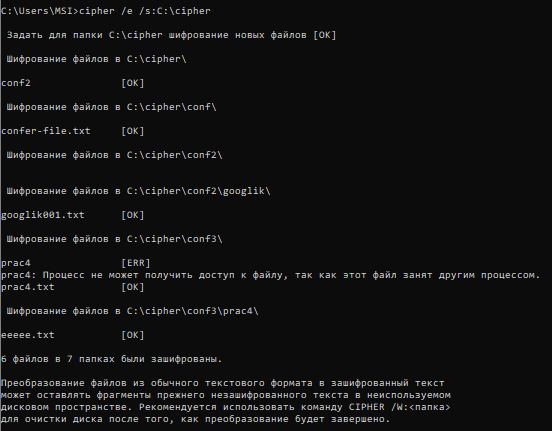 C:\Users\MSI>cipher /e /s:C:\cipher
Задать для папки C:\cipher шифрование новых файлов [OK]
Шифрование файлов в C:\cipher\
conf2 [OK]
Шифрование файлов в C:\cipher\conf\
confer-file.txt [OK]
Шифрование файлов в C:\cipher\conf2\
Шифрование файлов в C:\cipher\conf2\googlik\
googlik001.txt [OK]
Шифрование файлов в C:\cipher\conf3\
prac4 [ERR]
prac4: Процесс не может получить доступ к файлу, так как этот файл занят другим процессом.
prac4.txt [OK]
Шифрование файлов в C:\cipher\conf3\prac4\
eeeee.txt [OK]
6 файлов в 7 папках были зашифрованы.
Преобразование файлов из обычного текстового формата в зашифрованный текст
может оставлять фрагменты прежнего незашифрованного текста в неиспользуемом
дисковом пространстве. Рекомендуется использовать команду CIPHER /W:<папка>
для очистки диска после того, как преобразование будет завершено.